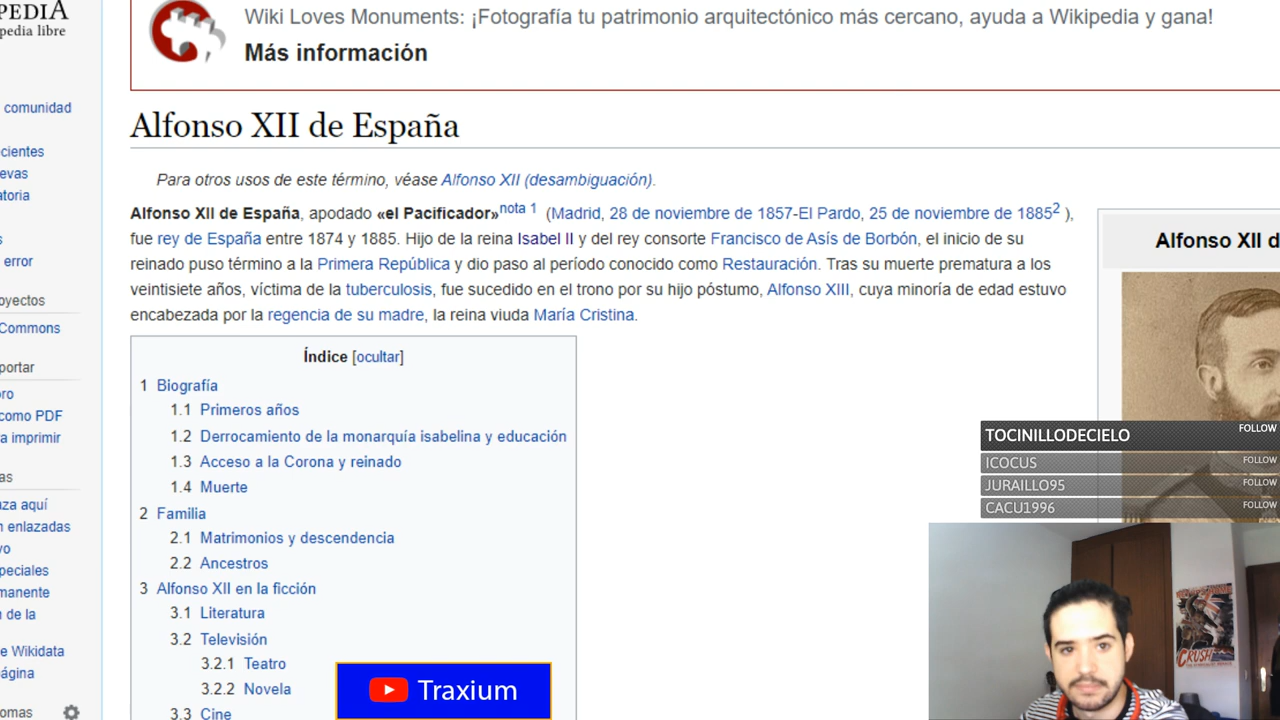 PEDIA
pedia libre
comunidad
cientes
evas
atoria
s
error
oyectos
Commons
portar
ro
como PDF
a imprimir
as
za aquí
n enlazadas
vo
peciales
manente
n de la
e Wikidata
ágina
omas
Wiki Loves Monuments: ¡Fotografía tu patrimonio arquitectónico más cercano, ayuda a Wikipedia y gana!
Más información
Alfonso XII de España
Para otros usos de este término, véase Alfonso XII (desambiguación).
Alfonso XII de España, apodado «el Pacificador»nota 1 (Madrid, 28 de noviembre de 1857-El Pardo, 25 de noviembre de 18852 ),
fue rey de España entre 1874 y 1885. Hijo de la reina Isabel II y del rey consorte Francisco de Asís de Borbón, el inicio de su
reinado puso término a la Primera República y dio paso al período conocido como Restauración. Tras su muerte prematura a los
veintisiete años, víctima de la tuberculosis, fue sucedido en el trono por su hijo póstumo, Alfonso XIII, cuya minoría de edad estuvo
encabezada por la regencia de su madre, la reina viuda María Cristina.
Índice [ocultar]
1 Biografía
1.1 Primeros años
1.2 Derrocamiento de la monarquía isabelina y educación
1.3 Acceso a la Corona y reinado
1.4 Muerte
2 Familia
2.1 Matrimonios y descendencia
2.2 Ancestros
3 Alfonso XII en la ficción
3.1 Literatura
3.2 Televisión
3.2.1 Teatro
3.2.2 Novela
3.3 Cine
Alfonso XII d
TOCINILLODECIELO FOLLOW
ICOCUS FOLLOW
JURAILLO95 FOLLOW
CACU1996 FOLLOW
CRUSH
Traxium